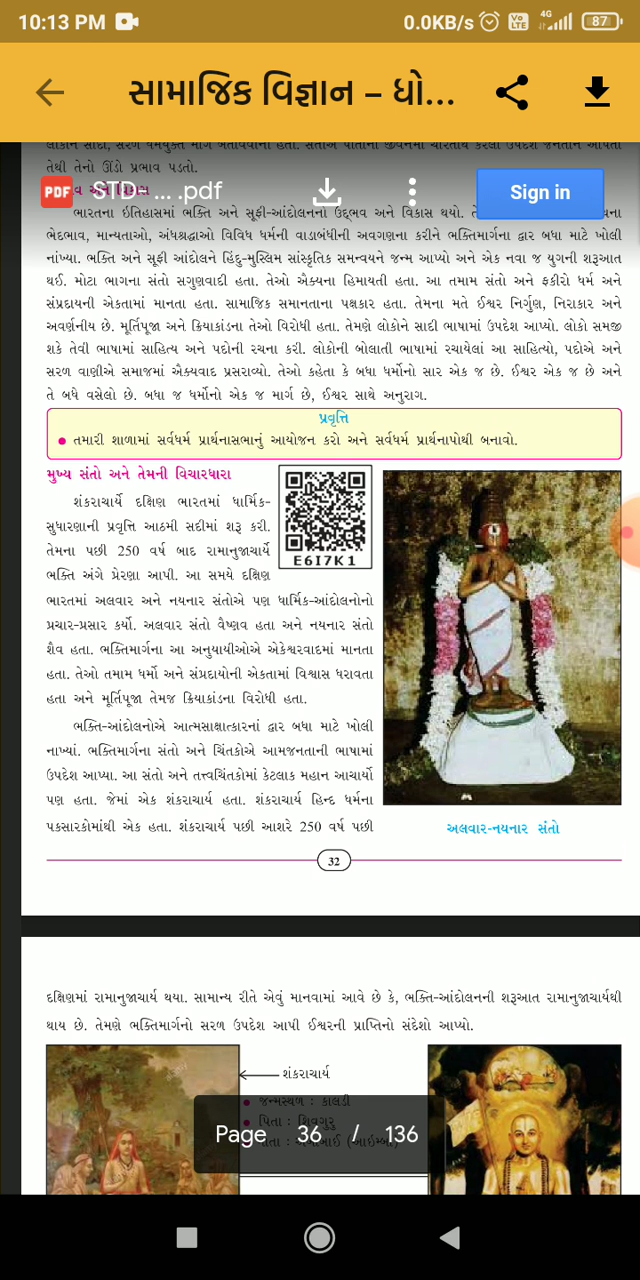 10:13 PM
0.0KB/s
Vo LTE
4G
87
સામાજિક વિજ્ઞાન – ધો...
તેથી તેનો ઊંડો પ્રભાવ પડતો.
PDF STD- ... .pdf
Sign in
ભારતના ઇતિહાસમાં ભક્તિ અને સૂફી-આંદોલનનો ઉદ્ભવ અને વિકાસ થયો.
ભેદભાવ, માન્યતાઓ, અંધશ્રદ્ધાઓ વિવિધ ધર્મની વાડાબંધીની અવગણના કરીને ભક્તિમાર્ગના દ્વાર બધા માટે ખોલી
નાંખ્યા. ભક્તિ અને સૂફી આંદોલને હિંદુ-મુસ્લિમ સાંસ્કૃતિક સમન્વયને જન્મ આપ્યો અને એક નવા જ યુગની શરૂઆત
થઈ. મોટા ભાગના સંતો સગુણવાદી હતા. તેઓ ઐક્યના હિમાયતી હતા. આ તમામ સંતો અને ફકીરો ધર્મ અને
સંપ્રદાયની એકતામાં માનતા હતા. સામાજિક સમાનતાના પક્ષકાર હતા. તેમના મતે ઈશ્વર નિર્ગુણ, નિરાકાર અને
અવર્ણનીય છે. મૂર્તિપૂજા અને ક્રિયાકાંડના તેઓ વિરોધી હતા. તેમણે લોકોને સાદી ભાષામાં ઉપદેશ આપ્યો. લોકો સમજી
શકે તેવી ભાષામાં સાહિત્ય અને પદોની રચના કરી. લોકોની બોલાતી ભાષામાં રચાયેલાં આ સાહિત્યો, પદોએ અને
સરળ વાણીએ સમાજમાં ઐક્યવાદ પ્રસરાવ્યો. તેઓ કહેતા કે બધા ધર્મોનો સાર એક જ છે. ઈશ્વર એક જ છે અને
તે બધે વસેલો છે. બધા જ ધર્મોનો એક જ માર્ગ છે, ઈશ્વર સાથે અનુરાગ.
પ્રવૃત્તિ
● તમારી શાળામાં સર્વધર્મ પ્રાર્થનાસભાનું આયોજન કરો અને સર્વધર્મ પ્રાર્થનાપોથી બનાવો.
મુખ્ય સંતો અને તેમની વિચારધારા
શંકરાચાર્યે દક્ષિણ ભારતમાં ધાર્મિક-
સુધારણાની પ્રવૃત્તિ આઠમી સદીમાં શરૂ કરી.
તેમના પછી 250 વર્ષ બાદ રામાનુજાચાર્યે
ભક્તિ અંગે પ્રેરણા આપી. આ સમયે દક્ષિણ
E6I7K1
ભારતમાં અલવાર અને નયનાર સંતોએ પણ ધાર્મિક-આંદોલનોનો
પ્રચાર-પ્રસાર કર્યો. અલવાર સંતો વૈષ્ણવ હતા અને નયનાર સંતો
શૈવ હતા. ભક્તિમાર્ગના આ અનુયાયીઓએ એકેશ્વરવાદમાં માનતા
હતા. તેઓ તમામ ધર્મો અને સંપ્રદાયોની એકતામાં વિશ્વાસ ધરાવતા
હતા અને મૂર્તિપૂજા તેમજ ક્રિયાકાંડના વિરોધી હતા.
ભક્તિ-આંદોલનોએ આત્મસાક્ષાત્કારનાં દ્વાર બધા માટે ખોલી
નાખ્યાં. ભક્તિમાર્ગના સંતો અને ચિંતકોએ આમજનતાની ભાષામાં
ઉપદેશ આપ્યા. આ સંતો અને તત્ત્વચિંતકોમાં કેટલાક મહાન આચાર્યો
પણ હતા. જેમાં એક શંકરાચાર્ય હતા. શંકરાચાર્ય હિન્દ ધર્મના
પક્સારકોમાંથી એક હતા. શંકરાચાર્ય પછી આશરે 250 વર્ષ પછી
અલવાર-નયનાર સંતો
32
દક્ષિણમાં રામાનુજાચાર્ય થયા. સામાન્ય રીતે એવું માનવામાં આવે છે કે, ભક્તિ-આંદોલનની શરૂઆત રામાનુજાચાર્યથી
થાય છે. તેમણે ભક્તિમાર્ગનો સરળ ઉપદેશ આપી ઈશ્વરની પ્રાપ્તિનો સંદેશો આપ્યો.
શંકરાચાર્ય
● જન્મસ્થળ : કાલડી
● પિતા : શિવગુરુ
Page 36 / 136